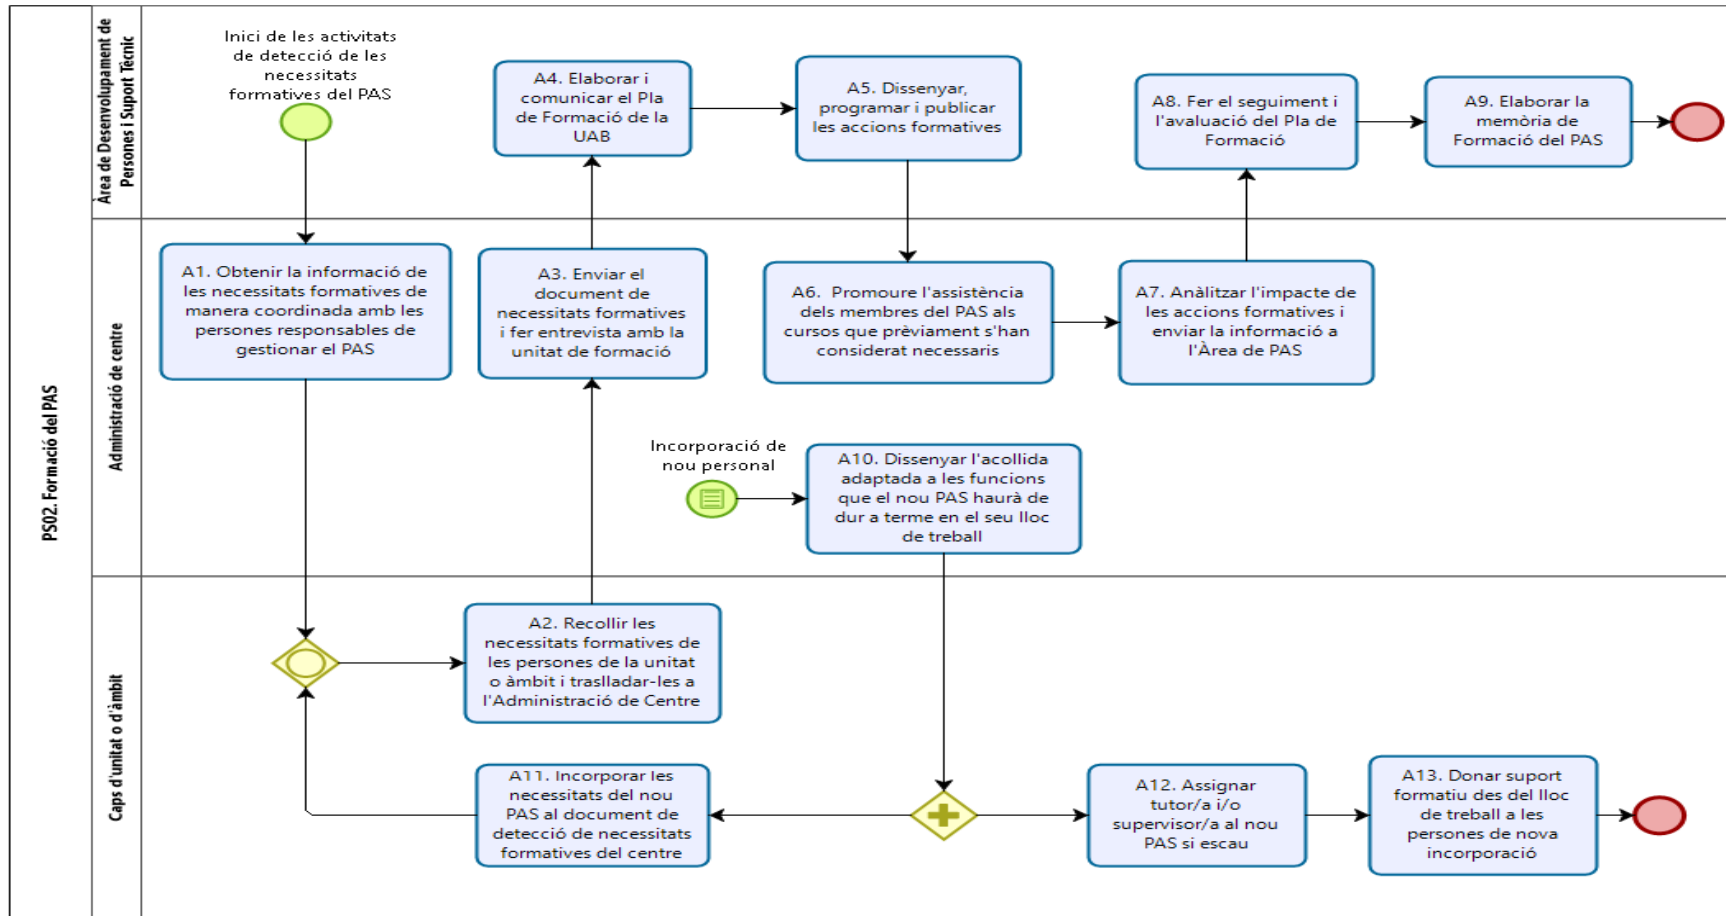 PS02. Formació del PAS
Àrea de Desenvolupament de
Persones i Suport Tècnic
Inici de les activitats
de detecció de les
necessitats
formatives del PAS
A4. Elaborar i
comunicar el Pla
de Formació de la
UAB
A5. Dissenyar,
programar i publicar
les accions formatives
A8. Fer el seguiment i
l'avaluació del Pla de
Formació
A9. Elaborar la
memòria de
Formació del PAS
Administració de centre
A1. Obtenir la informació de
les necessitats formatives de
manera coordinada amb les
persones responsables de
gestionar el PAS
A3. Enviar el
document de
necessitats formatives
i fer entrevista amb la
unitat de formació
A6. Promoure l'assistència
dels membres del PAS als
cursos que prèviament s'han
considerat necessaris
A7. Anàlitzar l'impacte de
les accions formatives i
enviar la informació a
l'Àrea de PAS
Incorporació de
nou personal
A10. Dissenyar l'acollida
adaptada a les funcions
que el nou PAS haurà de
dur a terme en el seu lloc
de treball
Caps d'unitat o d'àmbit
A2. Recollir les
necessitats formatives de
les persones de la unitat
o àmbit i traslladar-les a
l'Administració de Centre
A11. Incorporar les
necessitats del nou
PAS al document de
detecció de necessitats
formatives del centre
A12. Assignar
tutor/a i/o
supervisor/a al nou
PAS si escau
A13. Donar suport
formatiu des del lloc
de treball a les
persones de nova
incorporació